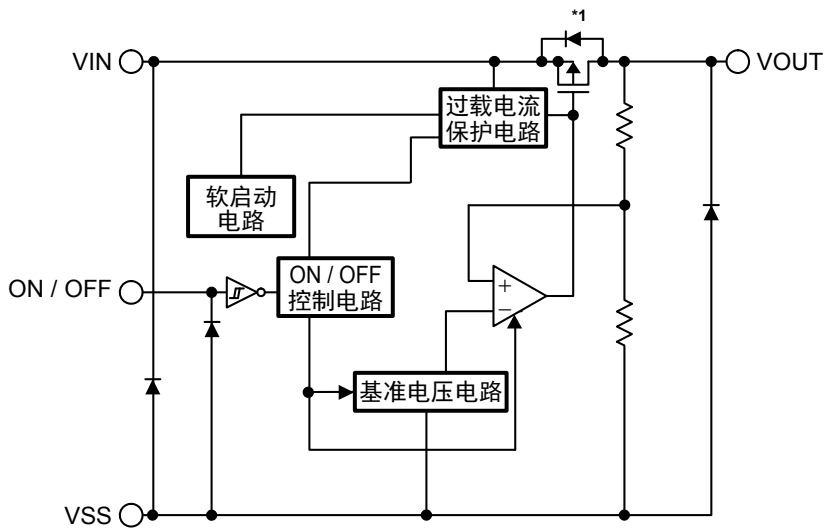 *1
VIN
VOUT
过载电流
保护电路
软启动
电路
ON / OFF
ON / OFF
控制电路
+
−
基准电压电路
VSS